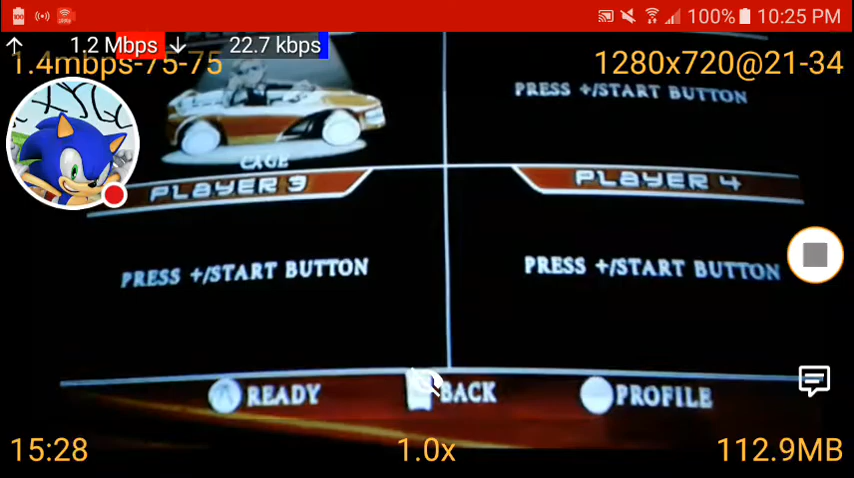 100% 10:25 PM
1.2 Mbps 22.7 kbps
1.4mbps-75-75
1280x720@21-34
PRESS +/START BUTTON
CAGE
PLAYER 3
PLAYER 4
PRESS +/START BUTTON
PRESS +/START BUTTON
A READY
BACK
PROFILE
15:28
1.0x
112.9MB